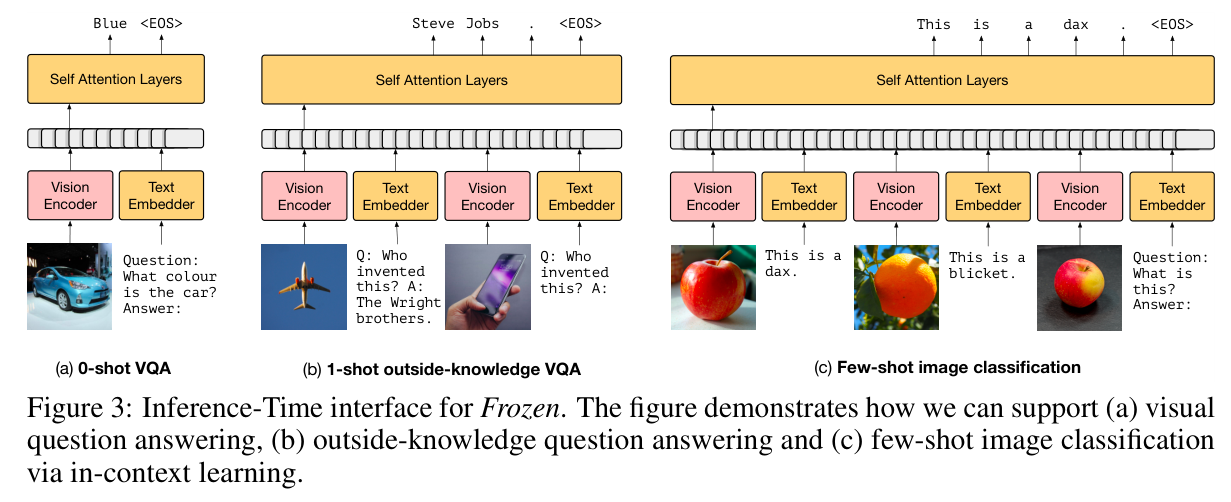 Blue <EOS>
Self Attention Layers
Vision
Encoder
Text
Embedder
Question:
What colour
is the car?
Answer:
(a) 0-shot VQA
Steve Jobs . <EOS>
Self Attention Layers
Vision
Encoder
Text
Embedder
Vision
Encoder
Text
Embedder
Q: Who
invented
this? A:
The Wright
brothers.
Q: Who
invented
this? A:
(b) 1-shot outside-knowledge VQA
This is a dax . <EOS>
Self Attention Layers
Vision
Encoder
Text
Embedder
Vision
Encoder
Text
Embedder
Vision
Encoder
Text
Embedder
This is a
dax.
This is a
blicket.
Question:
What is
this?
Answer:
(c) Few-shot image classification
Figure 3: Inference-Time interface for Frozen. The figure demonstrates how we can support (a) visual
question answering, (b) outside-knowledge question answering and (c) few-shot image classification
via in-context learning.